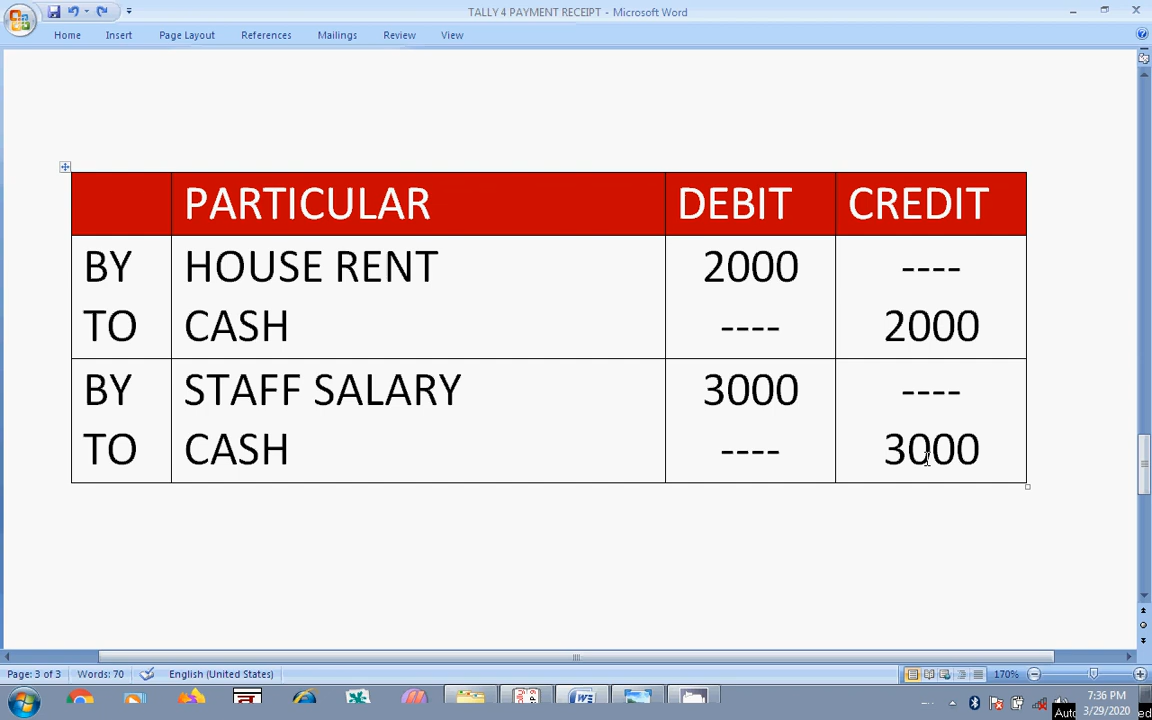 TALLY 4 PAYMENT RECEIPT - Microsoft Word
Home Insert Page Layout References Mailings Review View
PARTICULAR DEBIT CREDIT
BY HOUSE RENT 2000 ----
TO CASH ---- 2000
BY STAFF SALARY 3000 ----
TO CASH ---- 3000
Page: 3 of 3 Words: 70 English (United States) 170%
7:36 PM
3/29/2020